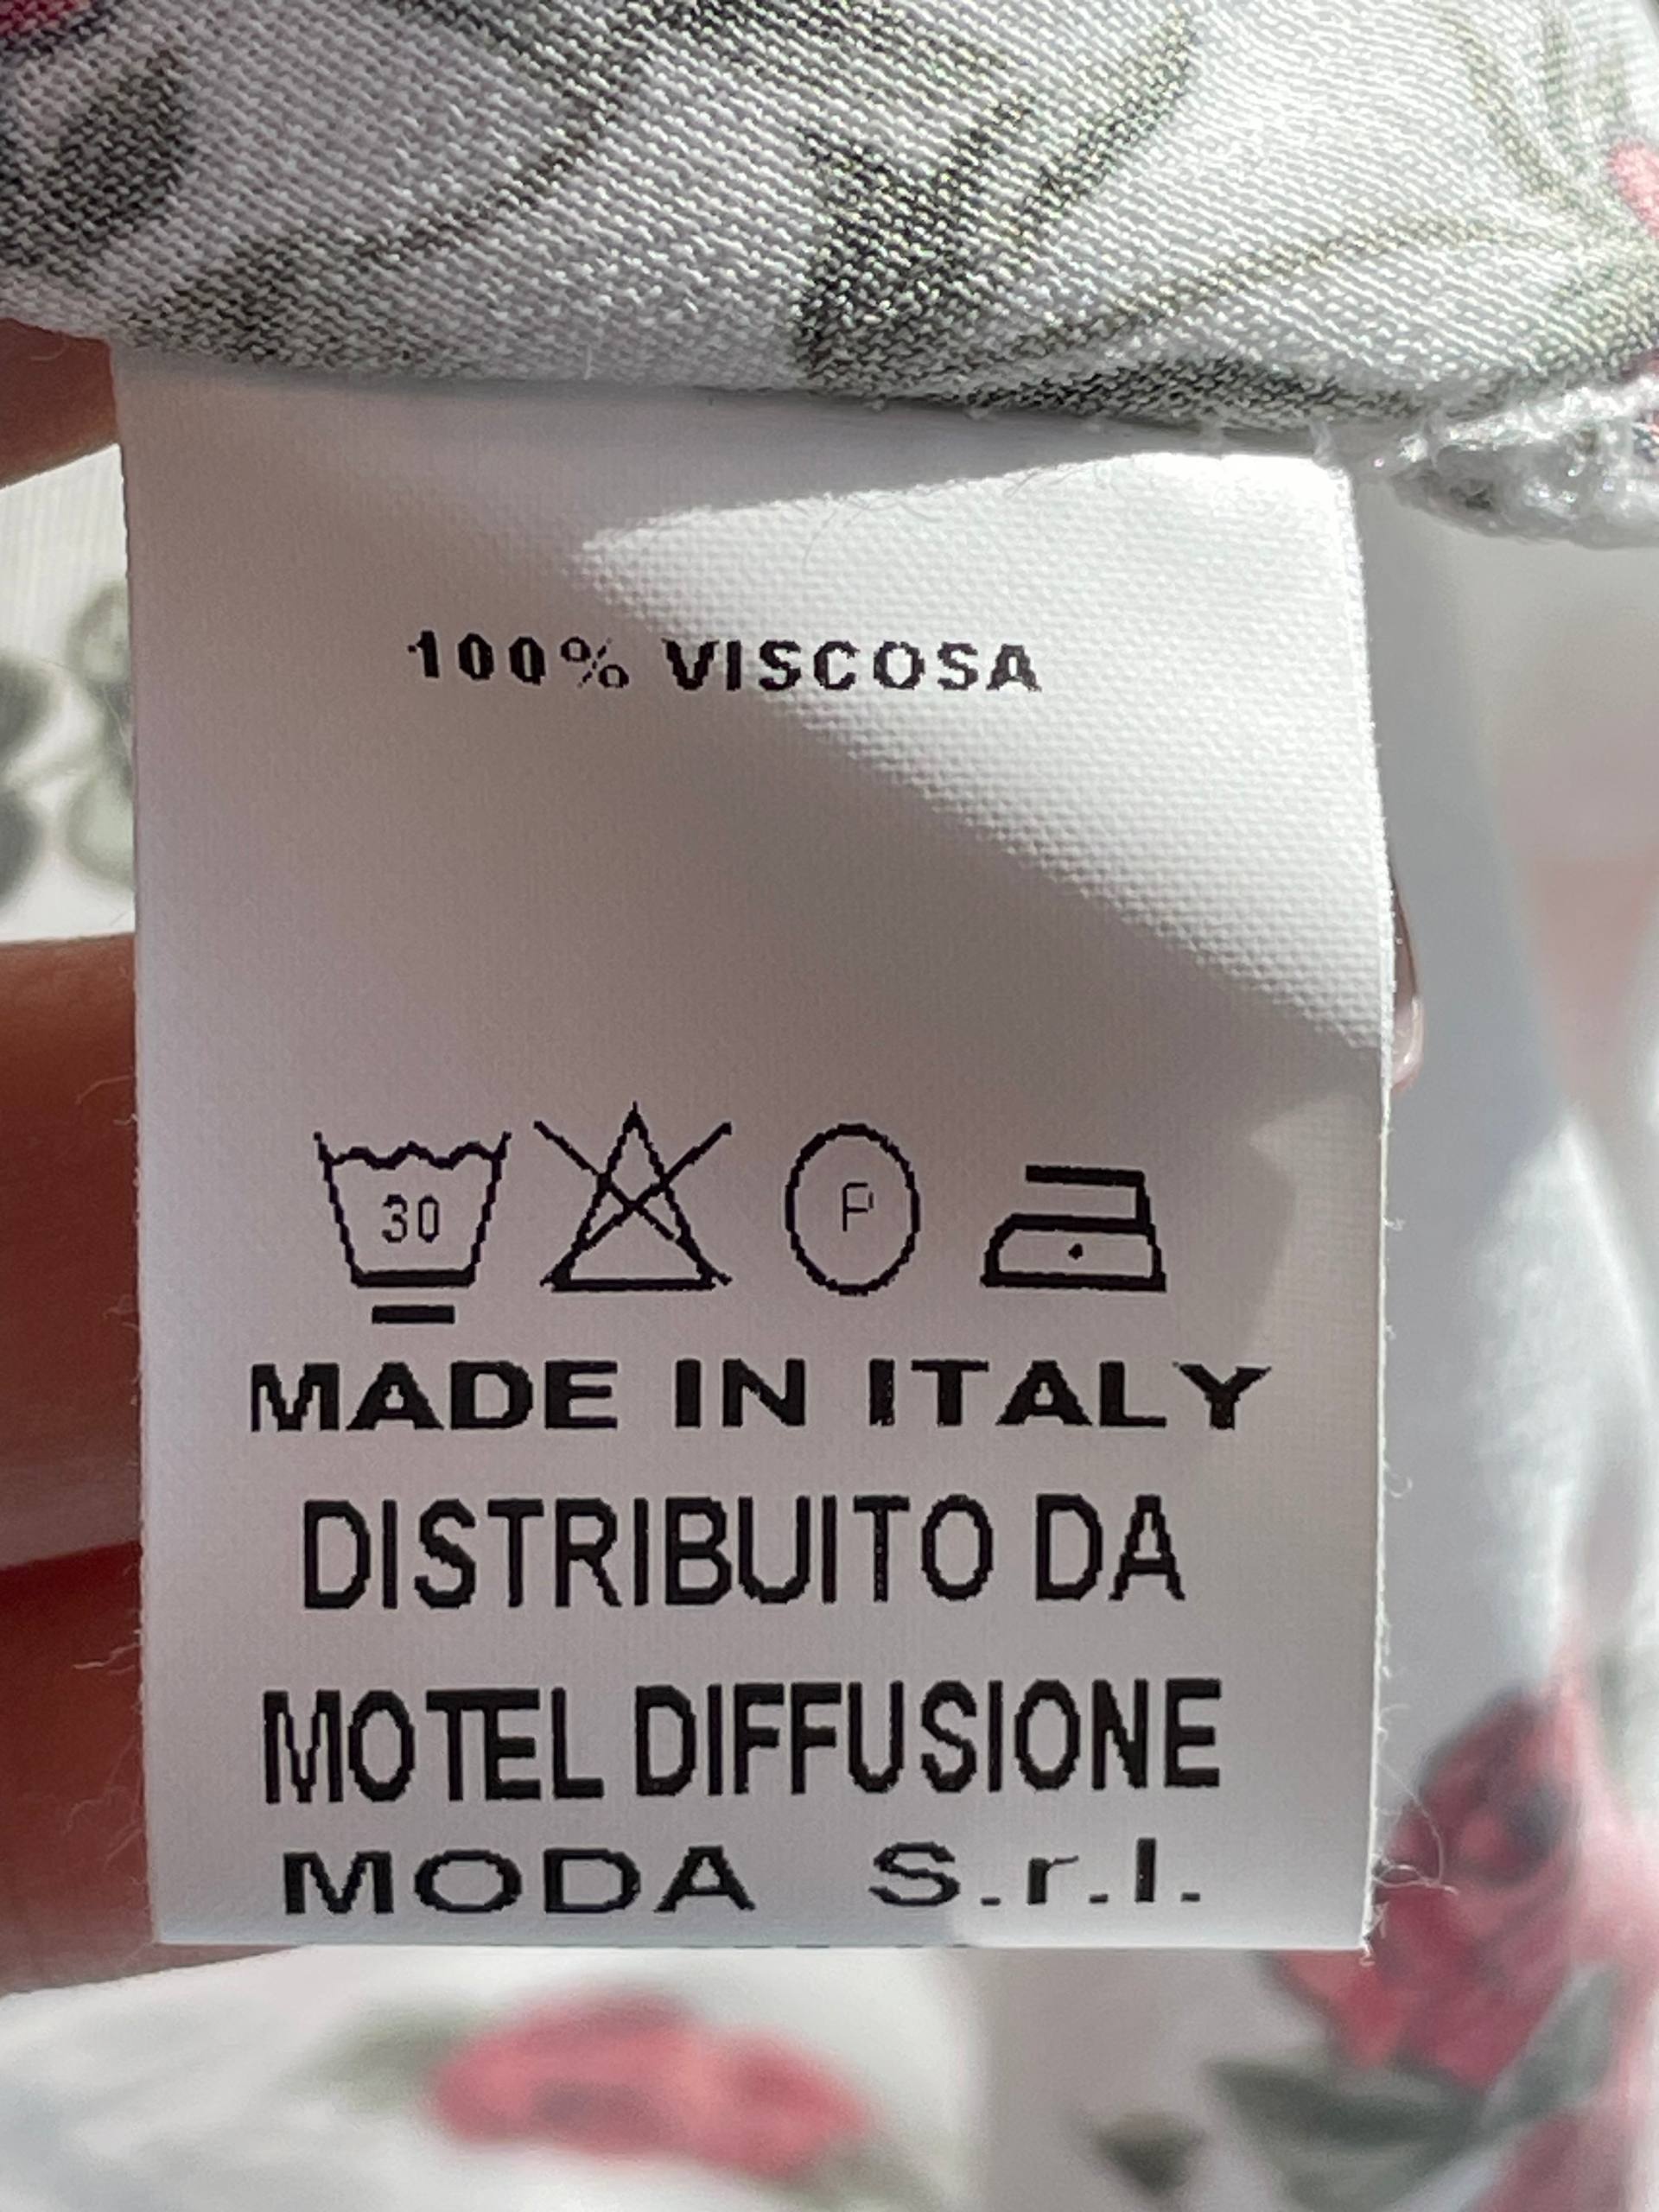 100% VISCOSA
30 P
MADE IN ITALY
DISTRIBUITO DA
MOTEL DIFFUSIONE
MODA S.r.l.